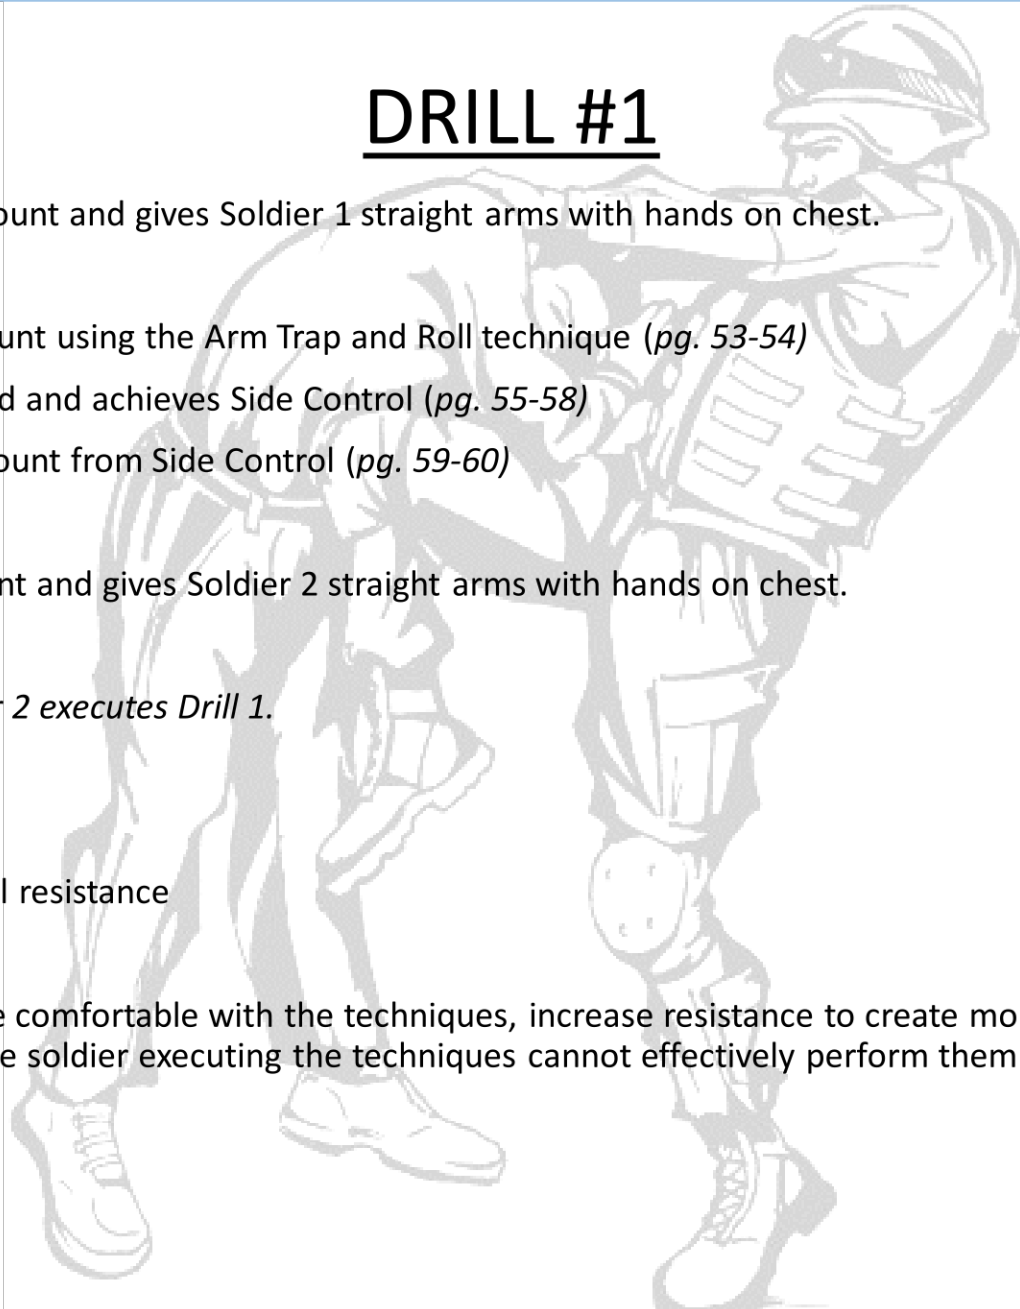 DRILL #1
ount and gives Soldier 1 straight arms with hands on chest.
unt using the Arm Trap and Roll technique (pg. 53-54)
d and achieves Side Control (pg. 55-58)
ount from Side Control (pg. 59-60)
nt and gives Soldier 2 straight arms with hands on chest.
r 2 executes Drill 1.
l resistance
e comfortable with the techniques, increase resistance to create mo
e soldier executing the techniques cannot effectively perform them